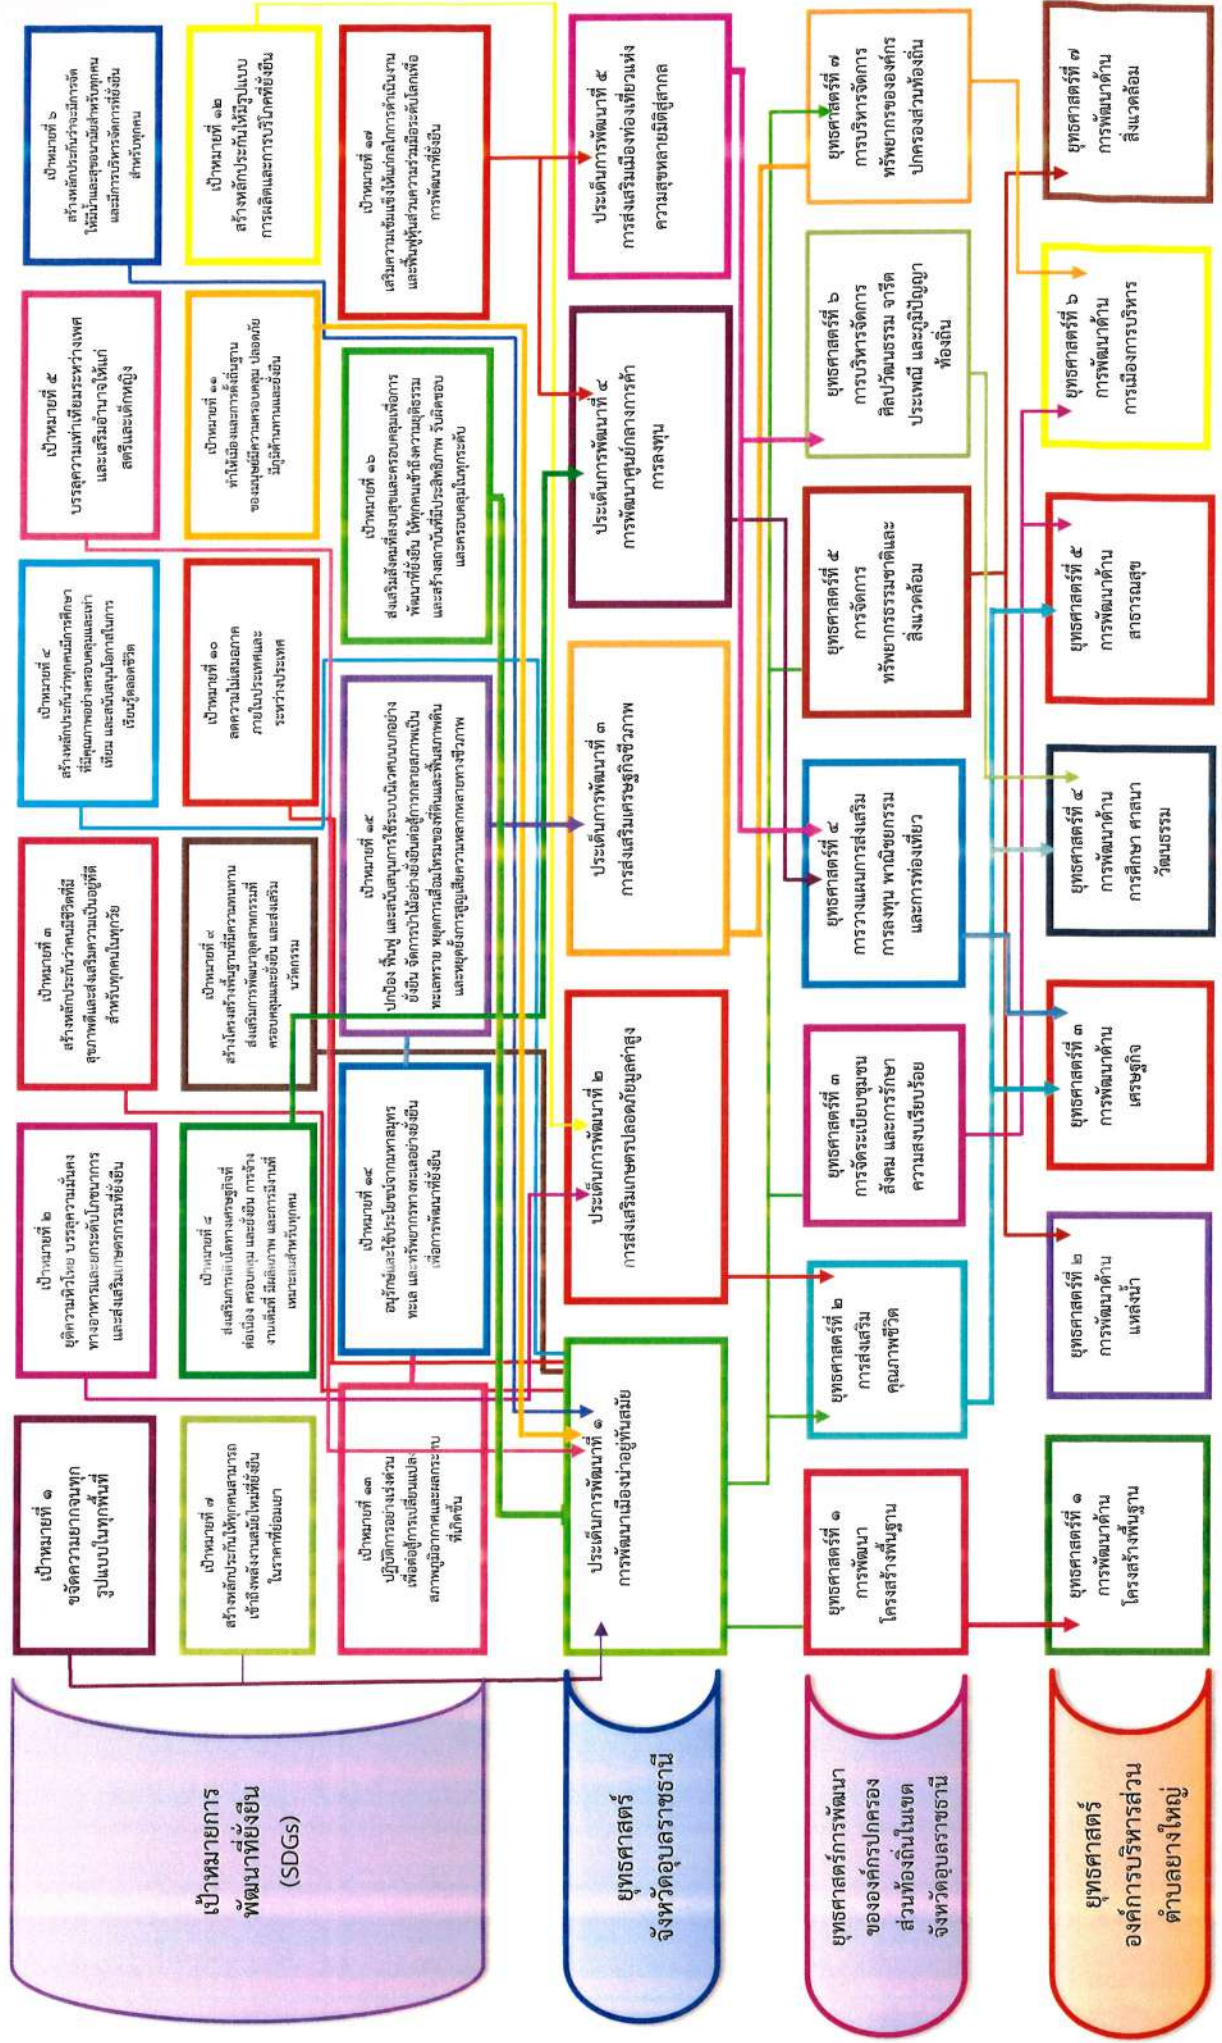 เป้าหมายการ
พัฒนาที่ยั่งยืน
(SDGs)
เป้าหมายที่ ๑
ขจัดความยากจนทุก
รูปแบบในทุกพื้นที่
เป้าหมายที่ ๒
ยุติความหิวโหย บรรลุความมั่นคง
ทางอาหารและยกระดับโภชนาการ
และส่งเสริมเกษตรกรรมที่ยั่งยืน
เป้าหมายที่ ๓
สร้างหลักประกันว่าคนมีชีวิตที่มี
สุขภาพดีและส่งเสริมความเป็นอยู่ที่ดี
สำหรับทุกคนในทุกวัย
เป้าหมายที่ ๔
สร้างหลักประกันว่าทุกคนมีการศึกษา
ที่มีคุณภาพอย่างครอบคลุมและเท่า
เทียม และสนับสนุนโอกาสในการ
เรียนรู้ตลอดชีวิต
เป้าหมายที่ ๕
บรรลุความเท่าเทียมระหว่างเพศ
และเสริมอำนาจให้แก่
สตรีและเด็กหญิง
เป้าหมายที่ ๖
สร้างหลักประกันว่าจะมีการจัด
ให้มีน้ำและสุขอนามัยสำหรับทุกคน
และมีการบริหารจัดการที่ยั่งยืน
สำหรับทุกคน
เป้าหมายที่ ๗
สร้างหลักประกันให้ทุกคนสามารถ
เข้าถึงพลังงานสมัยใหม่ที่ยั่งยืน
ในราคาที่ย่อมเยา
เป้าหมายที่ ๘
ส่งเสริมการเติบโตทางเศรษฐกิจที่
ต่อเนื่อง ครอบคลุม และยั่งยืน การจ้าง
งานเต็มที่ มีผลิตภาพ และการมีงานที่
เหมาะสมสำหรับทุกคน
เป้าหมายที่ ๙
สร้างโครงสร้างพื้นฐานที่มีความทนทาน
ส่งเสริมการพัฒนาอุตสาหกรรมที่
ครอบคลุมและยั่งยืน และส่งเสริม
นวัตกรรม
เป้าหมายที่ ๑๐
ลดความไม่เสมอภาค
ภายในประเทศและ
ระหว่างประเทศ
เป้าหมายที่ ๑๑
ทำให้เมืองและการตั้งถิ่นฐาน
ของมนุษย์มีความครอบคลุม ปลอดภัย
มีภูมิต้านทานและยั่งยืน
เป้าหมายที่ ๑๒
สร้างหลักประกันให้มีรูปแบบ
การผลิตและการบริโภคที่ยั่งยืน
เป้าหมายที่ ๑๓
ปฏิบัติการอย่างเร่งด่วน
เพื่อต่อสู้การเปลี่ยนแปลง
สภาพภูมิอากาศและผลกระทบ
ที่เกิดขึ้น
เป้าหมายที่ ๑๔
อนุรักษ์และใช้ประโยชน์จากมหาสมุทร
ทะเล และทรัพยากรทางทะเลอย่างยั่งยืน
เพื่อการพัฒนาที่ยั่งยืน
เป้าหมายที่ ๑๕
ปกป้อง ฟื้นฟู และสนับสนุนการใช้ระบบนิเวศบนบกอย่าง
ยั่งยืน จัดการป่าไม้อย่างยั่งยืนต่อสู้การกลายสภาพเป็น
ทะเลทราย หยุดการเสื่อมโทรมของที่ดินและฟื้นสภาพดิน
และหยุดยั้งการสูญเสียความหลากหลายทางชีวภาพ
เป้าหมายที่ ๑๖
ส่งเสริมสังคมที่สงบสุขและครอบคลุมเพื่อการ
พัฒนาที่ยั่งยืน ให้ทุกคนเข้าถึงความยุติธรรม
และสร้างสถาบันที่มีประสิทธิภาพ รับผิดชอบ
และครอบคลุมในทุกระดับ
เป้าหมายที่ ๑๗
เสริมความเข้มแข็งให้แก่กลไกการดำเนินงาน
และฟื้นฟูหุ้นส่วนความร่วมมือระดับโลกเพื่อ
การพัฒนาที่ยั่งยืน
ยุทธศาสตร์
จังหวัดอุบลราชธานี
ประเด็นการพัฒนาที่ ๑
การพัฒนาเมืองน่าอยู่ทันสมัย
ประเด็นการพัฒนาที่ ๒
การส่งเสริมเกษตรปลอดภัยมูลค่าสูง
ประเด็นการพัฒนาที่ ๓
การส่งเสริมเศรษฐกิจชีวภาพ
ประเด็นการพัฒนาที่ ๔
การพัฒนาศูนย์กลางการค้า
การลงทุน
ประเด็นการพัฒนาที่ ๕
การส่งเสริมเมืองท่องเที่ยวแห่ง
ความสุขหลายมิติสู่สากล
ยุทธศาสตร์การพัฒนา
ขององค์กรปกครอง
ส่วนท้องถิ่นในเขต
จังหวัดอุบลราชธานี
ยุทธศาสตร์ที่ ๑
การพัฒนา
โครงสร้างพื้นฐาน
ยุทธศาสตร์ที่ ๒
การส่งเสริม
คุณภาพชีวิต
ยุทธศาสตร์ที่ ๓
การจัดระเบียบชุมชน
สังคม และการรักษา
ความสงบเรียบร้อย
ยุทธศาสตร์ที่ ๔
การวางแผนการส่งเสริม
การลงทุน พาณิชยกรรม
และการท่องเที่ยว
ยุทธศาสตร์ที่ ๕
การจัดการ
ทรัพยากรธรรมชาติและ
สิ่งแวดล้อม
ยุทธศาสตร์ที่ ๖
การบริหารจัดการ
ศิลปวัฒนธรรม จารีต
ประเพณี และภูมิปัญญา
ท้องถิ่น
ยุทธศาสตร์ที่ ๗
การบริหารจัดการ
ทรัพยากรขององค์กร
ปกครองส่วนท้องถิ่น
ยุทธศาสตร์
องค์การบริหารส่วน
ตำบลยางใหญ่
ยุทธศาสตร์ที่ ๑
การพัฒนาด้าน
โครงสร้างพื้นฐาน
ยุทธศาสตร์ที่ ๒
การพัฒนาด้าน
แหล่งน้ำ
ยุทธศาสตร์ที่ ๓
การพัฒนาด้าน
เศรษฐกิจ
ยุทธศาสตร์ที่ ๔
การพัฒนาด้าน
การศึกษา ศาสนา
วัฒนธรรม
ยุทธศาสตร์ที่ ๕
การพัฒนาด้าน
สาธารณสุข
ยุทธศาสตร์ที่ ๖
การพัฒนาด้าน
การเมืองการบริหาร
ยุทธศาสตร์ที่ ๗
การพัฒนาด้าน
สิ่งแวดล้อม